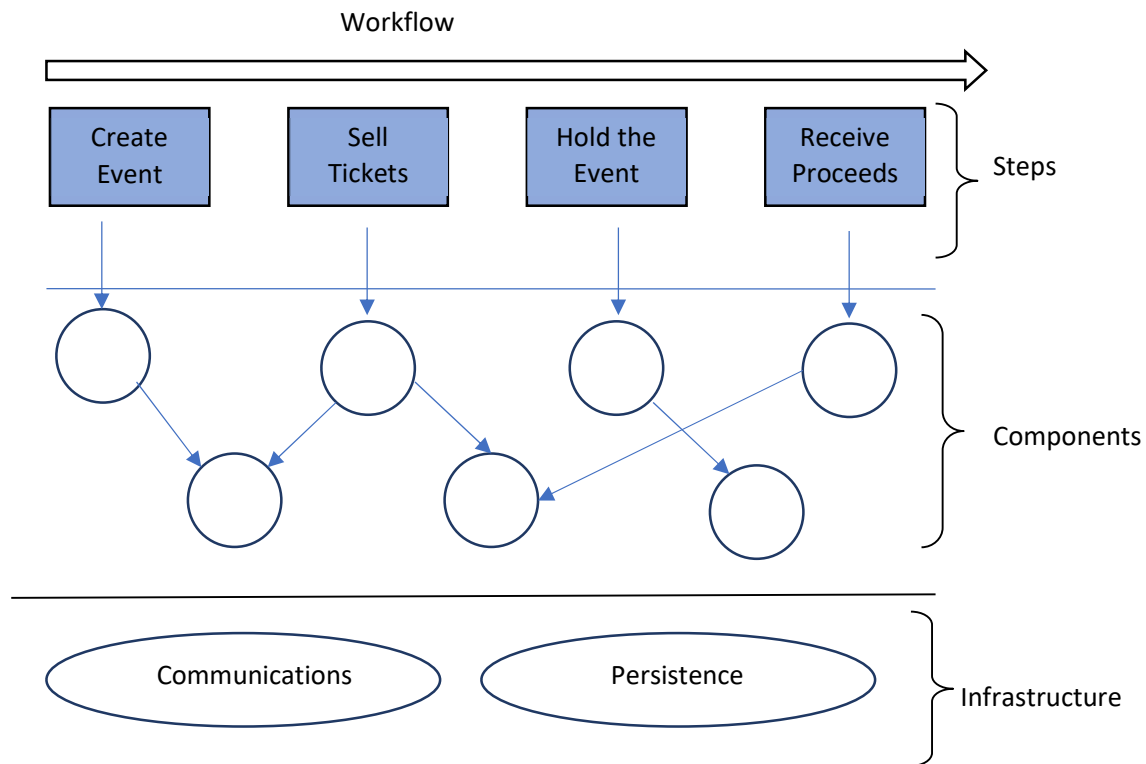 Workflow
Create
Event
Sell
Tickets
Hold the
Event
Receive
Proceeds
Steps
Components
Communications
Persistence
Infrastructure